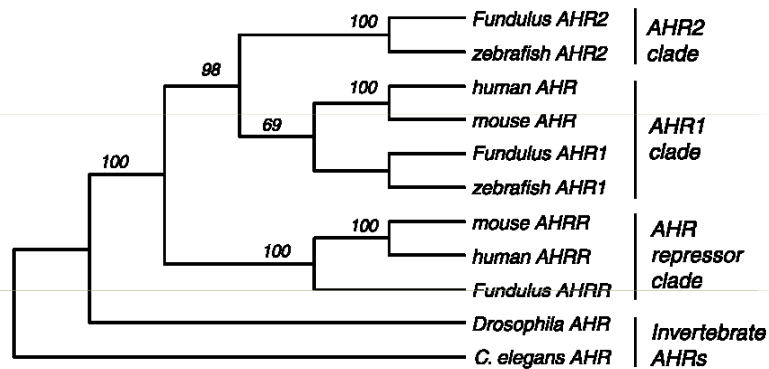 100
Fundulus AHR2
zebrafish AHR2
AHR2
clade
98
100
human AHR
mouse AHR
69
Fundulus AHR1
zebrafish AHR1
AHR1
clade
100
100
mouse AHRR
human AHRR
100
Fundulus AHRR
AHR
repressor
clade
Drosophila AHR
C. elegans AHR
Invertebrate
AHRs